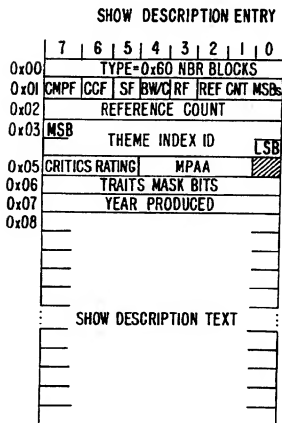 SHOW DESCRIPTION ENTRY
7 | 6 | 5 | 4 | 3 | 2 | 1 | 0
0x00 TYPE=0x60 NBR BLOCKS
0x01 CMPF CCF SF BW/C RF REF CNT MSBs
0x02 REFERENCE COUNT
0x03 MSB
THEME INDEX ID
LSB
0x05 CRITICS RATING MPAA
0x06 TRAITS MASK BITS
0x07 YEAR PRODUCED
0x08
SHOW DESCRIPTION TEXT